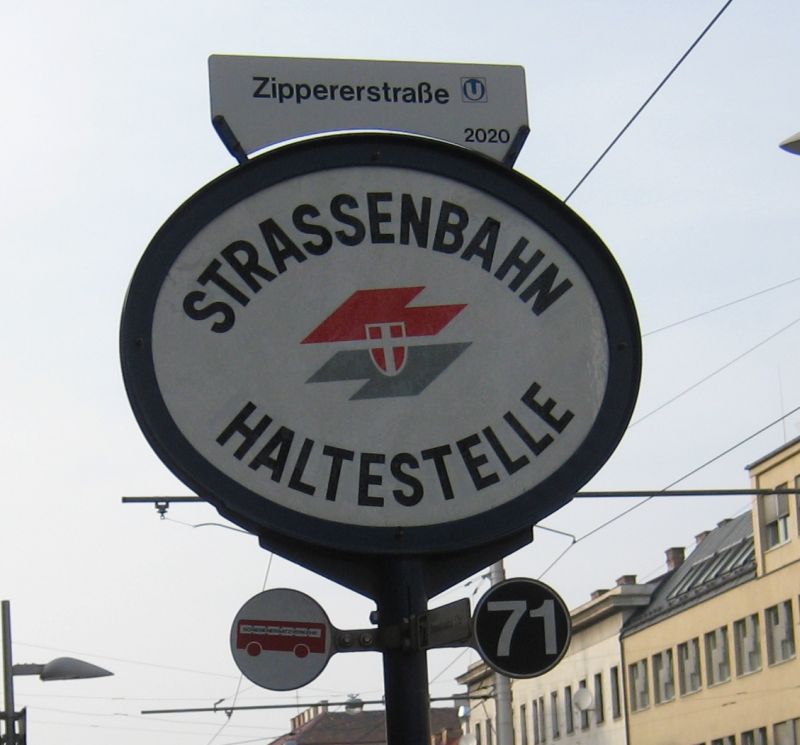 Zippererstraße U
2020
STRASSENBAHN
HALTESTELLE
71